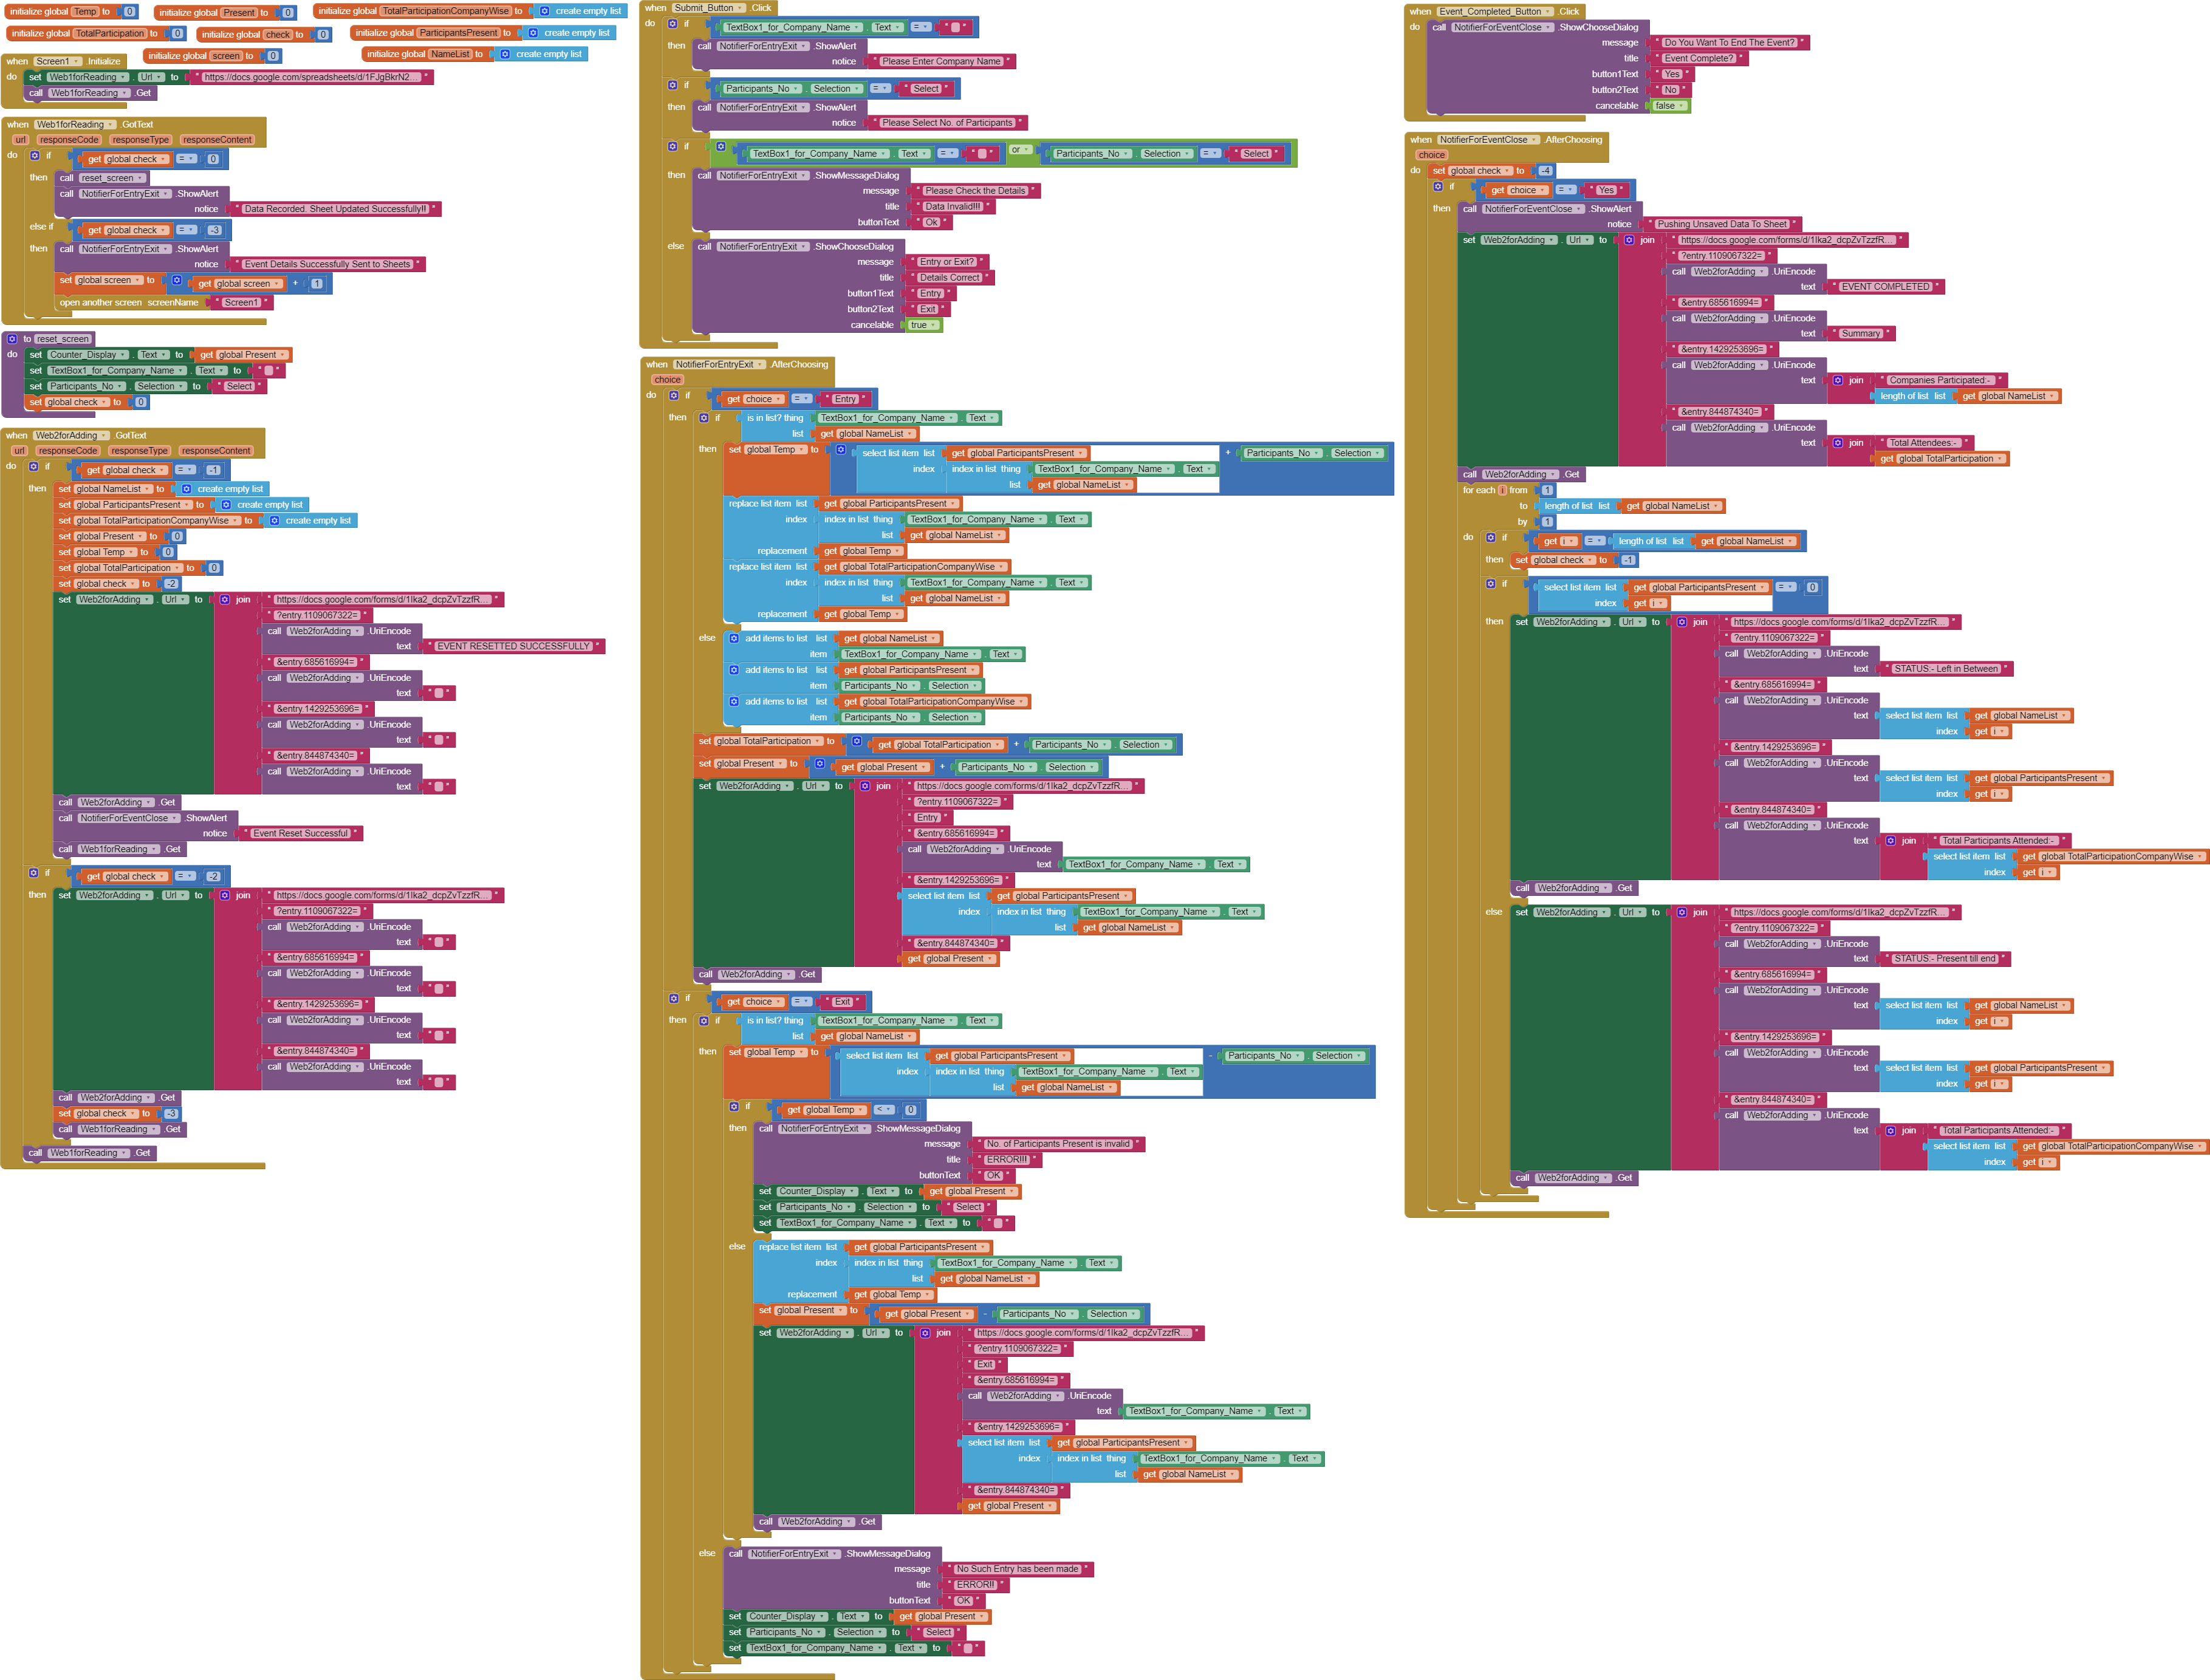 initialize global Temp to 0
initialize global Present to 0
initialize global TotalParticipationCompanyWise to create empty list
initialize global TotalParticipation to 0
initialize global check to 0
initialize global ParticipantsPresent to create empty list
initialize global screen to 0
initialize global NameList to create empty list
when Screen1 .Initialize
do set Web1forReading . Url to " https://docs.google.com/spreadsheets/d/1FJgBkrN2... "
call Web1forReading .Get
when Web1forReading .GotText
url responseCode responseType responseContent
do if get global check = 0
then call reset_screen
call NotifierForEntryExit .ShowAlert
notice " Data Recorded. Sheet Updated Successfully!! "
else if get global check = -3
then call NotifierForEntryExit .ShowAlert
notice " Event Details Successfully Sent to Sheets "
set global screen to get global screen + 1
open another screen screenName " Screen1 "
to reset_screen
do set Counter_Display . Text to get global Present
set TextBox1_for_Company_Name . Text to " "
set Participants_No . Selection to " Select "
set global check to 0
when Web2forAdding .GotText
url responseCode responseType responseContent
do if get global check = -1
then set global NameList to create empty list
set global ParticipantsPresent to create empty list
set global TotalParticipationCompanyWise to create empty list
set global Present to 0
set global Temp to 0
set global TotalParticipation to 0
set global check to -2
set Web2forAdding . Url to join " https://docs.google.com/forms/d/1Ika2_dcpZvTzzfR... "
" ?entry.1109067322= "
call Web2forAdding .UriEncode
text " EVENT RESETTED SUCCESSFULLY "
" &entry.685616994= "
call Web2forAdding .UriEncode
text " "
" &entry.1429253696= "
call Web2forAdding .UriEncode
text " "
" &entry.844874340= "
call Web2forAdding .UriEncode
text " "
call Web2forAdding .Get
call NotifierForEventClose .ShowAlert
notice " Event Reset Successful "
call Web1forReading .Get
if get global check = -2
then set Web2forAdding . Url to join " https://docs.google.com/forms/d/1Ika2_dcpZvTzzfR... "
" ?entry.1109067322= "
call Web2forAdding .UriEncode
text " "
" &entry.685616994= "
call Web2forAdding .UriEncode
text " "
" &entry.1429253696= "
call Web2forAdding .UriEncode
text " "
" &entry.844874340= "
call Web2forAdding .UriEncode
text " "
call Web2forAdding .Get
set global check to -3
call Web1forReading .Get
call Web1forReading .Get
when Submit_Button .Click
do if TextBox1_for_Company_Name . Text = " "
then call NotifierForEntryExit .ShowAlert
notice " Please Enter Company Name "
if Participants_No . Selection = " Select "
then call NotifierForEntryExit .ShowAlert
notice " Please Select No. of Participants "
if TextBox1_for_Company_Name . Text = " " or Participants_No . Selection = " Select "
then call NotifierForEntryExit .ShowMessageDialog
message " Please Check the Details "
title " Data Invalid!!! "
buttonText " Ok "
else call NotifierForEntryExit .ShowChooseDialog
message " Entry or Exit? "
title " Details Correct "
button1Text " Entry "
button2Text " Exit "
cancelable true
when NotifierForEntryExit .AfterChoosing
choice
do if get choice = " Entry "
then if is in list? thing TextBox1_for_Company_Name . Text
list get global NameList
then set global Temp to select list item list get global ParticipantsPresent + Participants_No . Selection
index index in list thing TextBox1_for_Company_Name . Text
list get global NameList
replace list item list get global ParticipantsPresent
index index in list thing TextBox1_for_Company_Name . Text
list get global NameList
replacement get global Temp
replace list item list get global TotalParticipationCompanyWise
index index in list thing TextBox1_for_Company_Name . Text
list get global NameList
replacement get global Temp
else add items to list list get global NameList
item TextBox1_for_Company_Name . Text
add items to list list get global ParticipantsPresent
item Participants_No . Selection
add items to list list get global TotalParticipationCompanyWise
item Participants_No . Selection
set global TotalParticipation to get global TotalParticipation + Participants_No . Selection
set global Present to get global Present + Participants_No . Selection
set Web2forAdding . Url to join " https://docs.google.com/forms/d/1Ika2_dcpZvTzzfR... "
" ?entry.1109067322= "
" Entry "
" &entry.685616994= "
call Web2forAdding .UriEncode
text TextBox1_for_Company_Name . Text
" &entry.1429253696= "
select list item list get global ParticipantsPresent
index index in list thing TextBox1_for_Company_Name . Text
list get global NameList
" &entry.844874340= "
get global Present
call Web2forAdding .Get
if get choice = " Exit "
then if is in list? thing TextBox1_for_Company_Name . Text
list get global NameList
then set global Temp to select list item list get global ParticipantsPresent - Participants_No . Selection
index index in list thing TextBox1_for_Company_Name . Text
list get global NameList
if get global Temp < 0
then call NotifierForEntryExit .ShowMessageDialog
message " No. of Participants Present is invalid "
title " ERROR!!! "
buttonText " OK "
set Counter_Display . Text to get global Present
set Participants_No . Selection to " Select "
set TextBox1_for_Company_Name . Text to " "
else replace list item list get global ParticipantsPresent
index index in list thing TextBox1_for_Company_Name . Text
list get global NameList
replacement get global Temp
set global Present to get global Present - Participants_No . Selection
set Web2forAdding . Url to join " https://docs.google.com/forms/d/1Ika2_dcpZvTzzfR... "
" ?entry.1109067322= "
" Exit "
" &entry.685616994= "
call Web2forAdding .UriEncode
text TextBox1_for_Company_Name . Text
" &entry.1429253696= "
select list item list get global ParticipantsPresent
index index in list thing TextBox1_for_Company_Name . Text
list get global NameList
" &entry.844874340= "
get global Present
call Web2forAdding .Get
else call NotifierForEntryExit .ShowMessageDialog
message " No Such Entry has been made "
title " ERROR!! "
buttonText " OK "
set Counter_Display . Text to get global Present
set Participants_No . Selection to " Select "
set TextBox1_for_Company_Name . Text to " "
when Event_Completed_Button .Click
do call NotifierForEventClose .ShowChooseDialog
message " Do You Want To End The Event? "
title " Event Complete? "
button1Text " Yes "
button2Text " No "
cancelable false
when NotifierForEventClose .AfterChoosing
choice
do set global check to -4
if get choice = " Yes "
then call NotifierForEventClose .ShowAlert
notice " Pushing Unsaved Data To Sheet "
set Web2forAdding . Url to join " https://docs.google.com/forms/d/1Ika2_dcpZvTzzfR... "
" ?entry.1109067322= "
call Web2forAdding .UriEncode
text " EVENT COMPLETED "
" &entry.685616994= "
call Web2forAdding .UriEncode
text " Summary "
" &entry.1429253696= "
call Web2forAdding .UriEncode
text join " Companies Participated:- "
length of list list get global NameList
" &entry.844874340= "
call Web2forAdding .UriEncode
text join " Total Attendees:- "
get global TotalParticipation
call Web2forAdding .Get
for each i from 1
to length of list list get global NameList
by 1
do if get i = length of list list get global NameList
then set global check to -1
if select list item list get global ParticipantsPresent = 0
index get i
then set Web2forAdding . Url to join " https://docs.google.com/forms/d/1Ika2_dcpZvTzzfR... "
" ?entry.1109067322= "
call Web2forAdding .UriEncode
text " STATUS:- Left in Between "
" &entry.685616994= "
call Web2forAdding .UriEncode
text select list item list get global NameList
index get i
" &entry.1429253696= "
call Web2forAdding .UriEncode
text select list item list get global ParticipantsPresent
index get i
" &entry.844874340= "
call Web2forAdding .UriEncode
text join " Total Participants Attended:- "
select list item list get global TotalParticipationCompanyWise
index get i
call Web2forAdding .Get
else set Web2forAdding . Url to join " https://docs.google.com/forms/d/1Ika2_dcpZvTzzfR... "
" ?entry.1109067322= "
call Web2forAdding .UriEncode
text " STATUS:- Present till end "
" &entry.685616994= "
call Web2forAdding .UriEncode
text select list item list get global NameList
index get i
" &entry.1429253696= "
call Web2forAdding .UriEncode
text select list item list get global ParticipantsPresent
index get i
" &entry.844874340= "
call Web2forAdding .UriEncode
text join " Total Participants Attended:- "
select list item list get global TotalParticipationCompanyWise
index get i
call Web2forAdding .Get